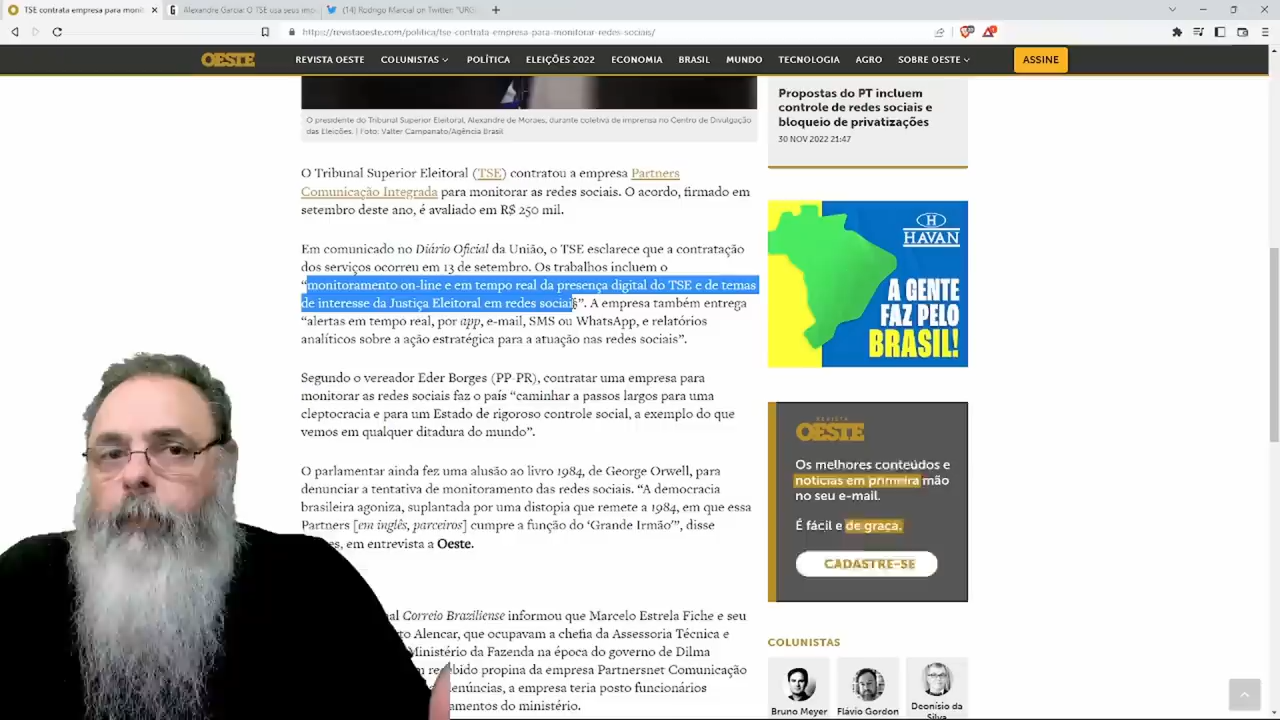 TSE contrata empresa para monit
Alexandre Garcia: O TSE usa seus imp
(14) Rodrigo Marcial on Twitter: "URG
https://revistaoeste.com/politica/tse-contrata-empresa-para-monitorar-redes-sociais/
OESTE
REVISTA OESTE
COLUNISTAS
POLÍTICA
ELEIÇÕES 2022
ECONOMIA
BRASIL
MUNDO
TECNOLOGIA
AGRO
SOBRE OESTE
ASSINE
O presidente do Tribunal Superior Eleitoral, Alexandre de Moraes, durante coletiva de imprensa no Centro de Divulgação
das Eleições. | Foto: Valter Campanato/Agência Brasil
O Tribunal Superior Eleitoral (TSE) contratou a empresa Partners
Comunicação Integrada para monitorar as redes sociais. O acordo, firmado em
setembro deste ano, é avaliado em R$ 250 mil.
Em comunicado no Diário Oficial da União, o TSE esclarece que a contratação
dos serviços ocorreu em 13 de setembro. Os trabalhos incluem o
“monitoramento on-line e em tempo real da presença digital do TSE e de temas
de interesse da Justiça Eleitoral em redes sociais”. A empresa também entrega
“alertas em tempo real, por app, e-mail, SMS ou WhatsApp, e relatórios
analíticos sobre a ação estratégica para a atuação nas redes sociais”.
Segundo o vereador Eder Borges (PP-PR), contratar uma empresa para
monitorar as redes sociais faz o país “caminhar a passos largos para uma
cleptocracia e para um Estado de rigoroso controle social, a exemplo do que
vemos em qualquer ditadura do mundo”.
O parlamentar ainda fez uma alusão ao livro 1984, de George Orwell, para
denunciar a tentativa de monitoramento das redes sociais. “A democracia
brasileira agoniza, suplantada por uma distopia que remete a 1984, em que essa
Partners [em inglês, parceiros] cumpre a função do ‘Grande Irmão’”, disse
em entrevista a Oeste.
Correio Braziliense informou que Marcelo Estrela Fiche e seu
Alencar, que ocupavam a chefia da Assessoria Técnica e
Ministério da Fazenda na época do governo de Dilma
recebido propina da empresa Partnersnet Comunicação
denúncias, a empresa teria posto funcionários
do ministério.
Propostas do PT incluem
controle de redes sociais e
bloqueio de privatizações
30 NOV 2022 21:47
H
HAVAN
A GENTE
FAZ PELO
BRASIL!
REVISTA
OESTE
Os melhores conteúdos e
notícias em primeira mão
no seu e-mail.
É fácil e de graça.
CADASTRE-SE
COLUNISTAS
Bruno Meyer
Flávio Gordon
Deonísio da
Silva